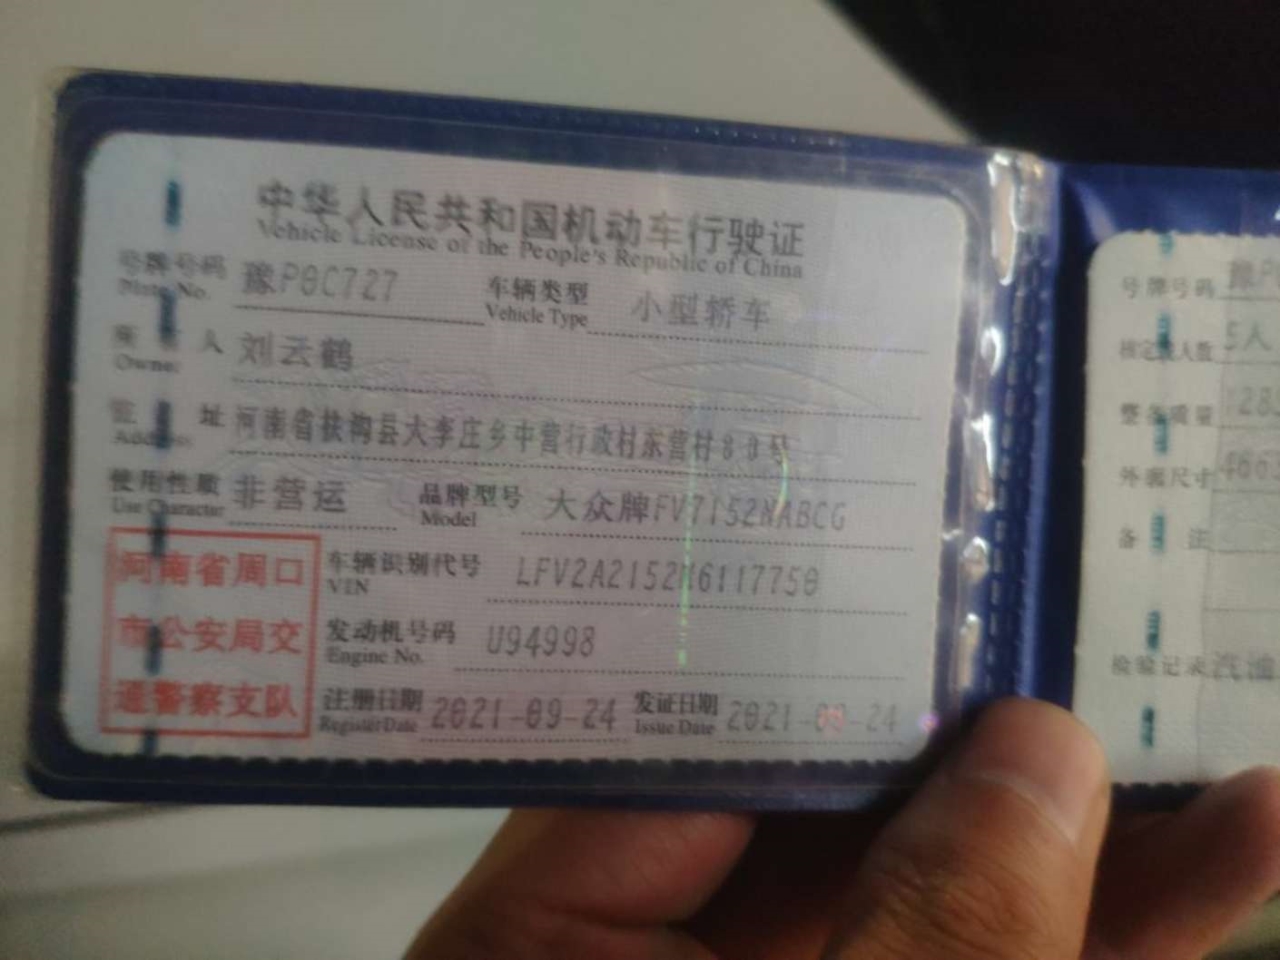 中华人民共和国机动车行驶证
Vehicle License of the People's Republic of China
号牌号码 豫P0C727 车辆类型 小型轿车
Plate No. Vehicle Type
所有人 刘云鹤
Owner
住址 河南省扶沟县大李庄乡中营行政村东营村80号
Address
使用性质 非营运 品牌型号 大众牌FV7152NABCG
Use Character Model
河南省周口
市公安局交
通警察支队
车辆识别代号
VIN
发动机号码 U94998
Engine No.
注册日期 2021-09-24 发证日期 2021-09-24
Register Date Issue Date
号牌号码 豫P
核定载人数 5人
整备质量
外廓尺寸
备注
检验记录 汽油